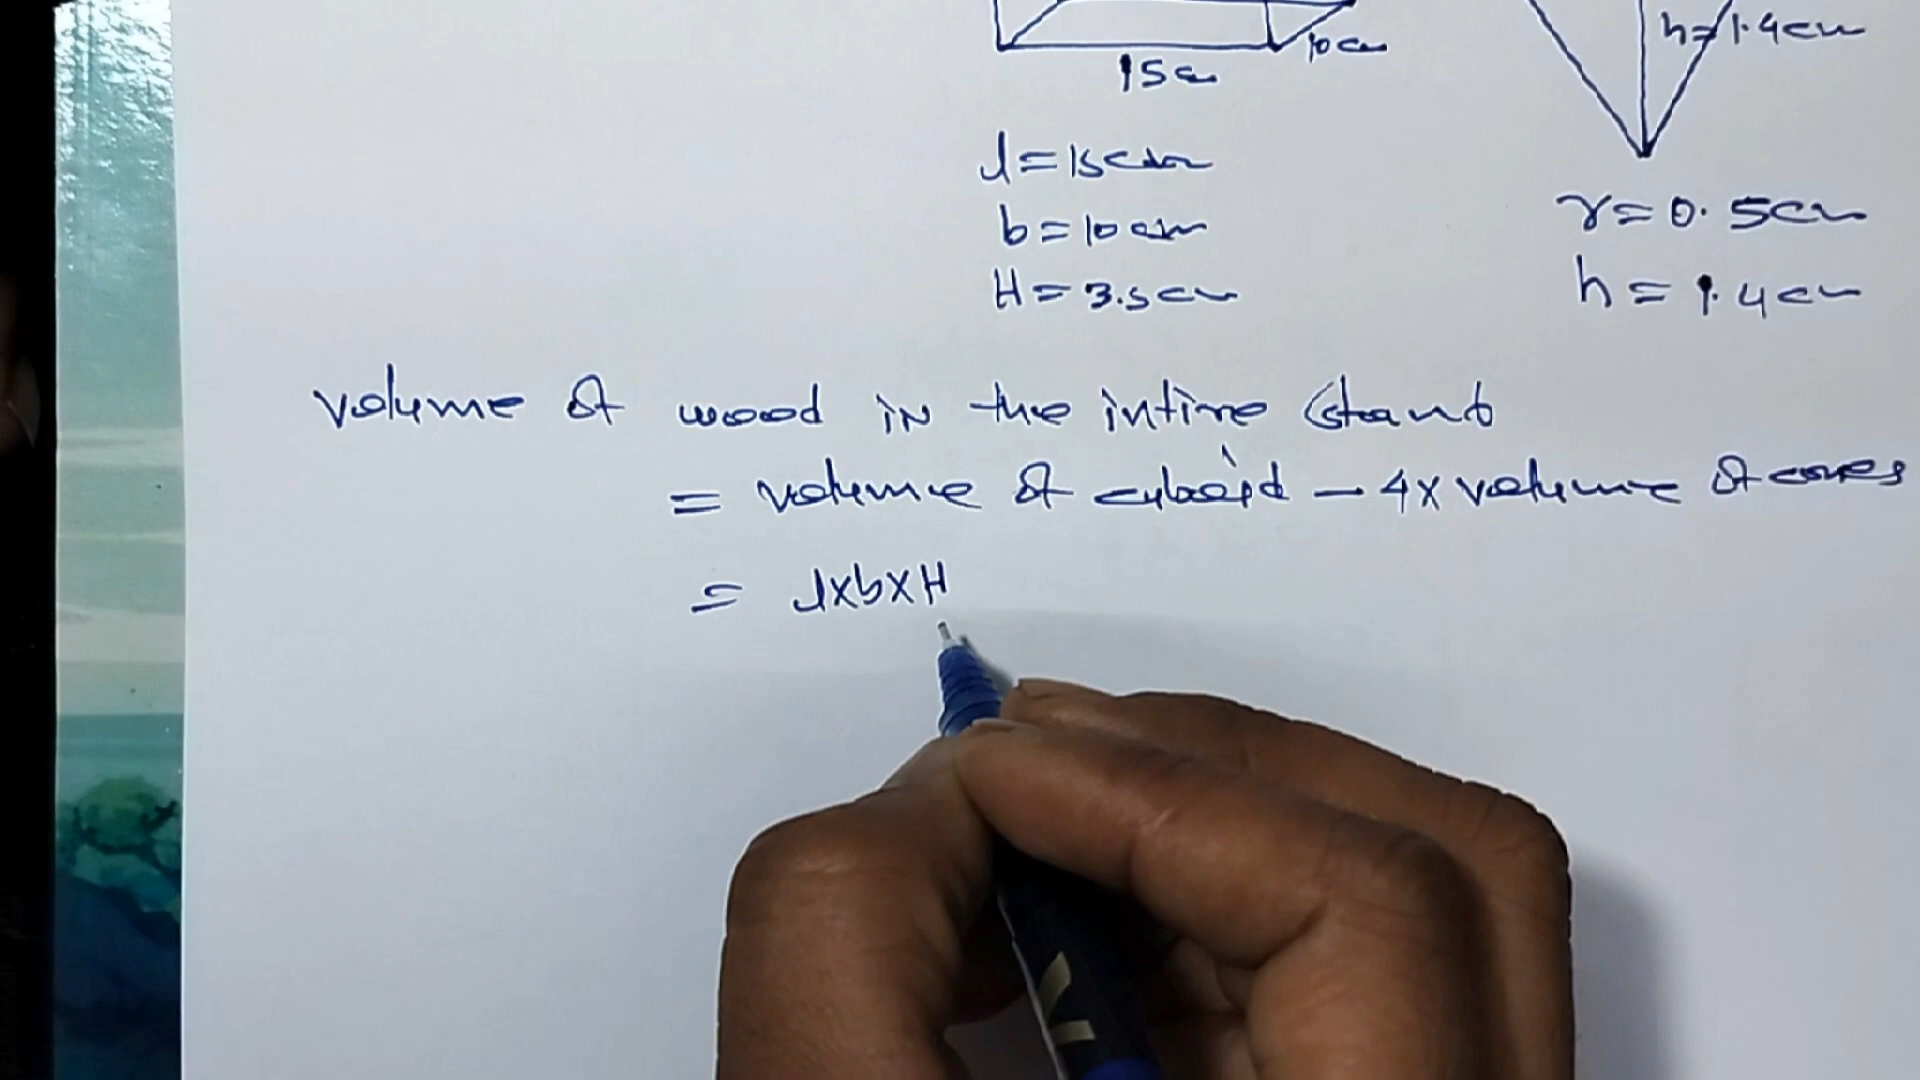 h=1.4cm
10cm
15cm
l=15cm
b=10cm
H=3.5cm
r=0.5cm
h=1.4cm
volume of wood in the intire stand
= volume of cuboid - 4x volume of cones
= lxbxH